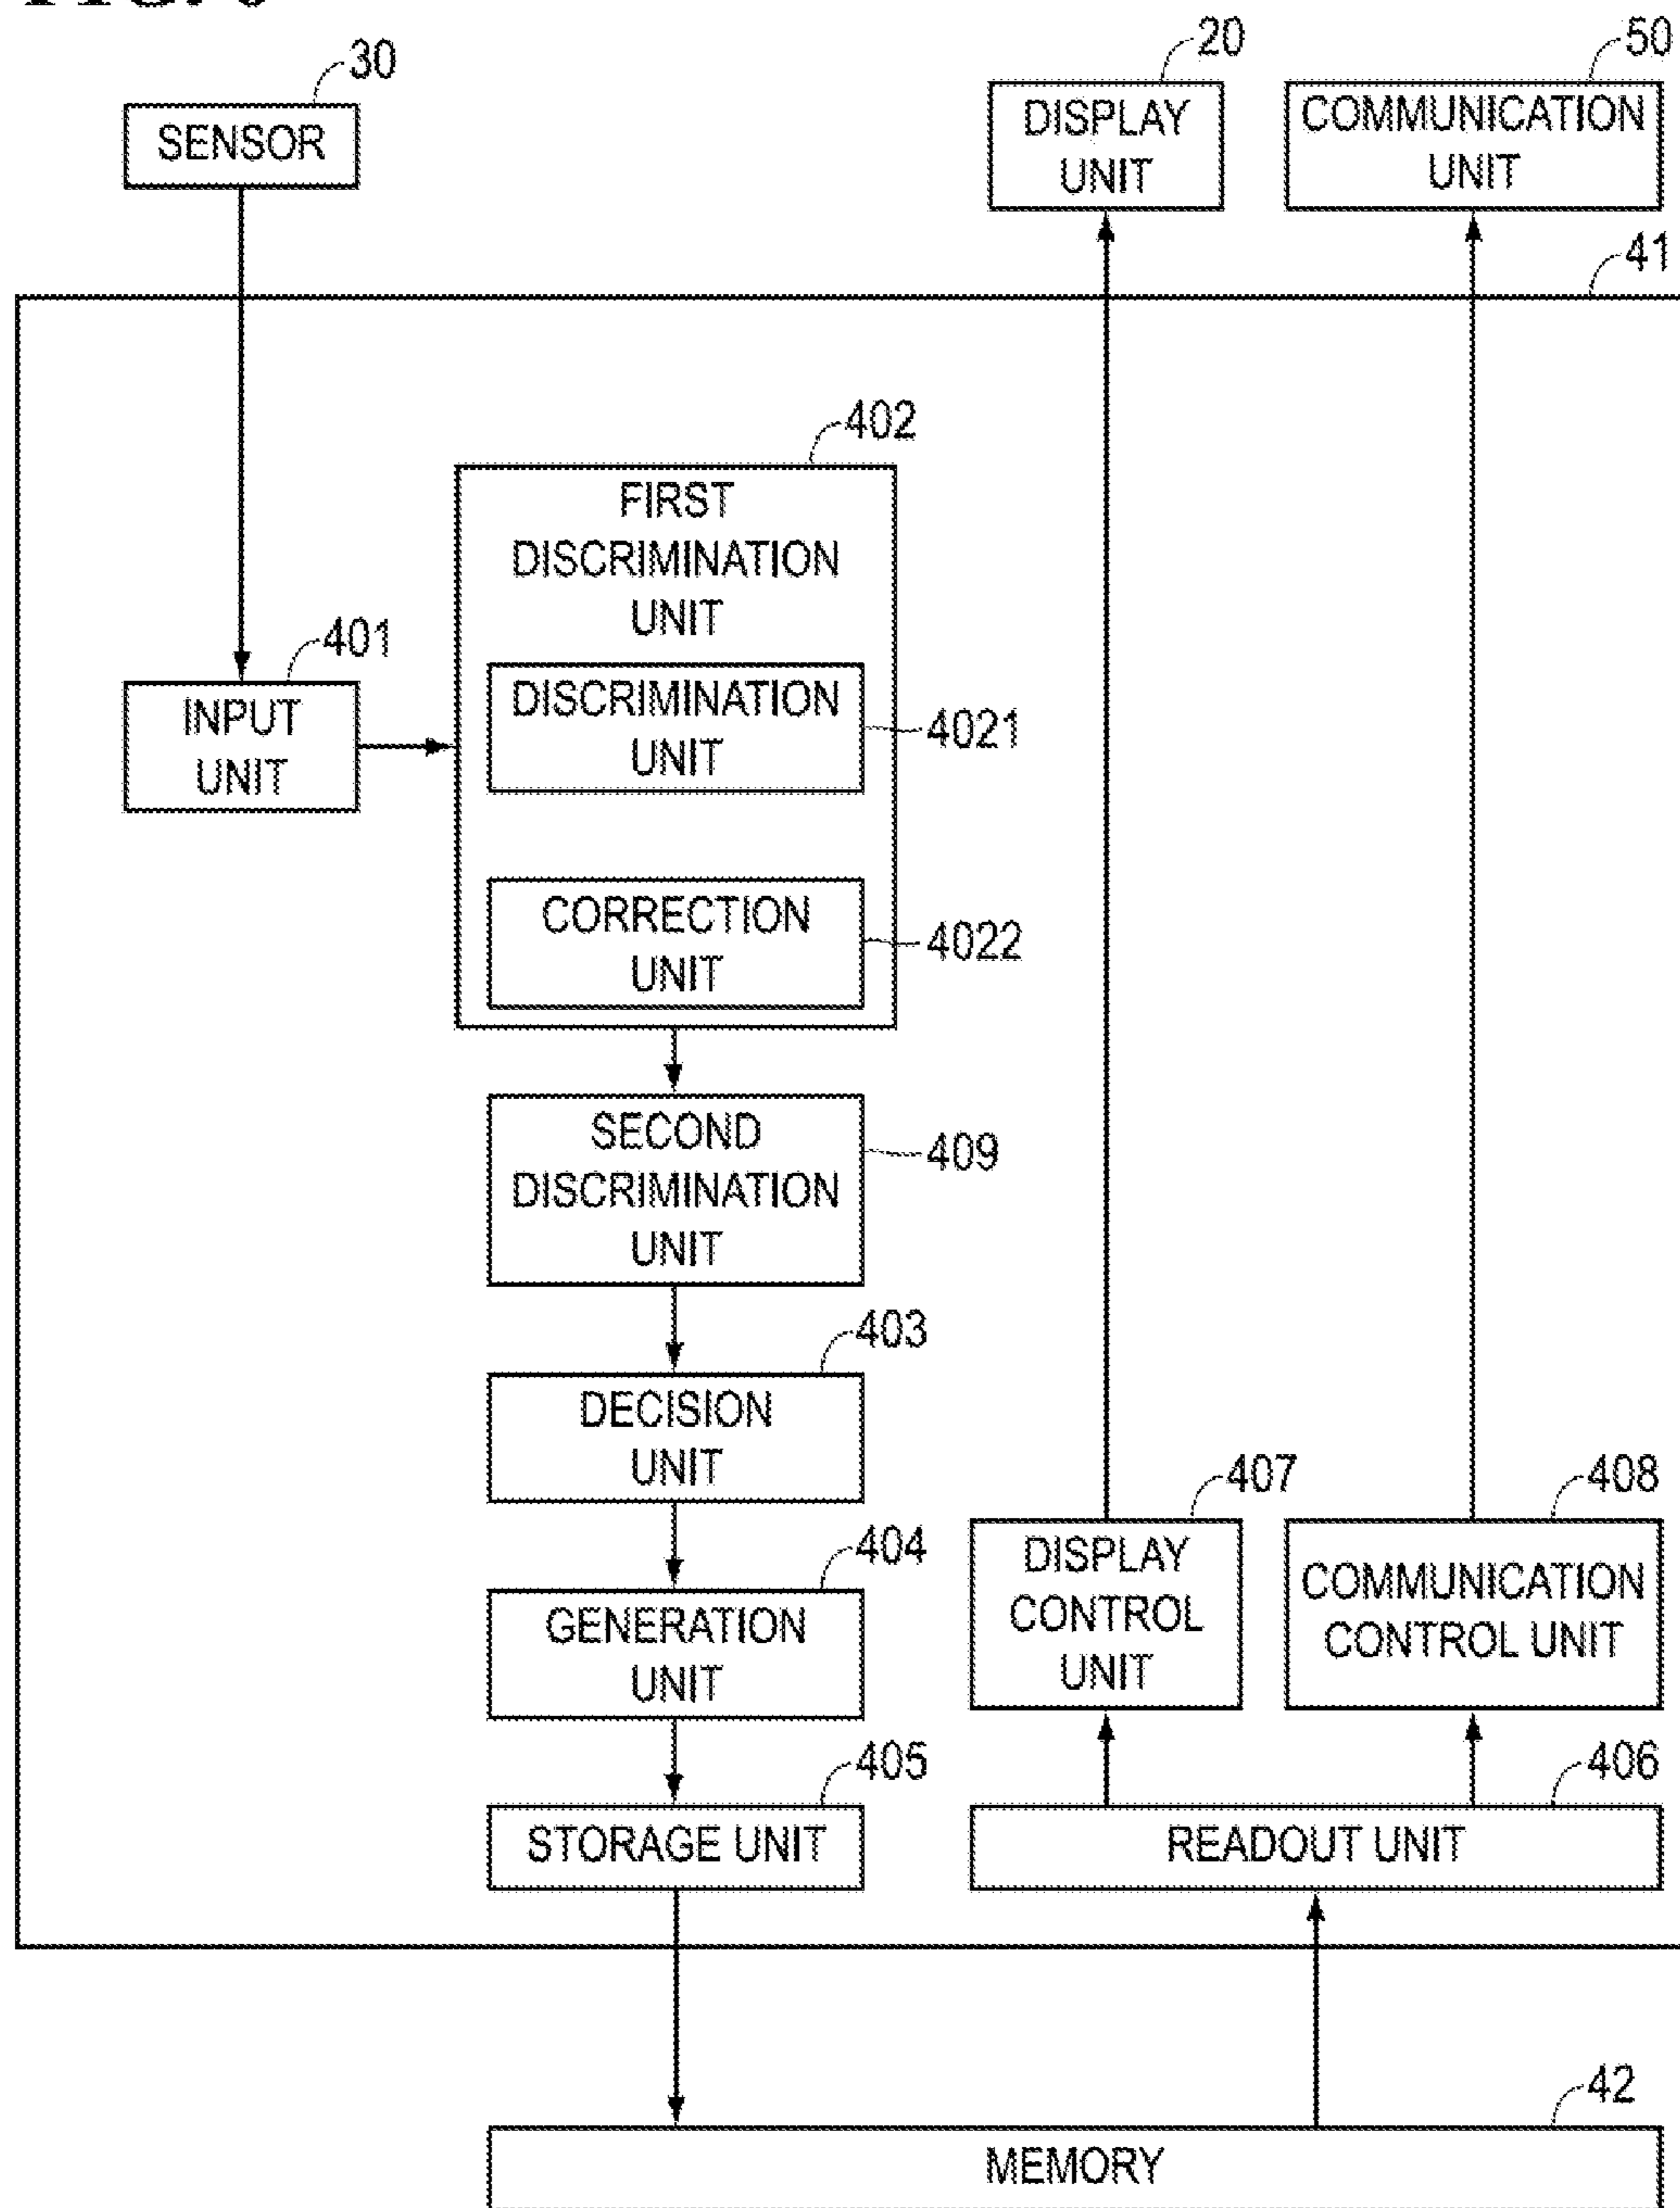 30
SENSOR
20
DISPLAY
UNIT
50
COMMUNICATION
UNIT
41
402
FIRST
DISCRIMINATION
UNIT
401
INPUT
UNIT
DISCRIMINATION
UNIT
4021
CORRECTION
UNIT
4022
SECOND
DISCRIMINATION
UNIT
409
403
DECISION
UNIT
404
GENERATION
UNIT
405
STORAGE UNIT
407
DISPLAY
CONTROL
UNIT
408
COMMUNICATION
CONTROL UNIT
406
READOUT UNIT
42
MEMORY